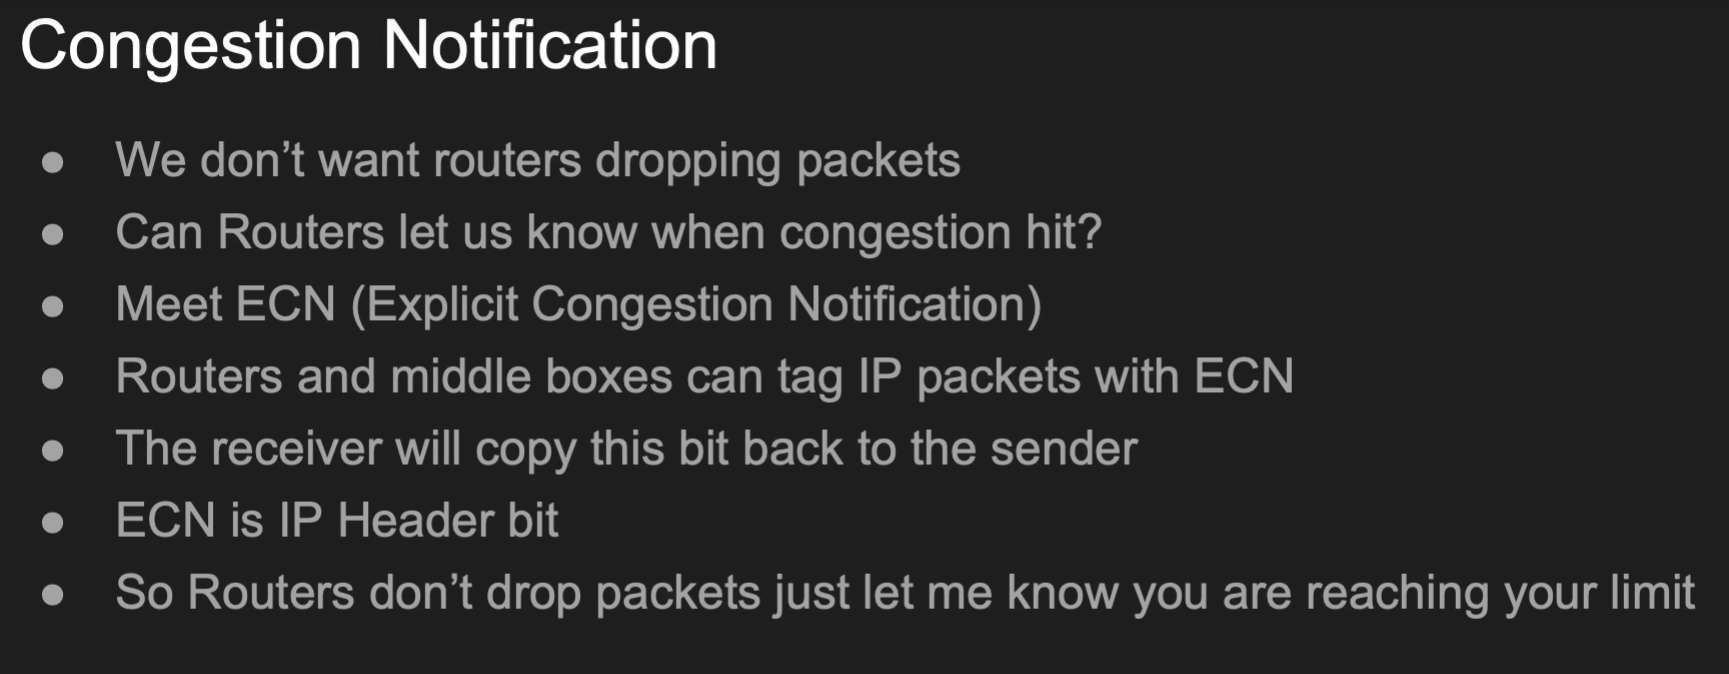 Congestion Notification
● We don’t want routers dropping packets
● Can Routers let us know when congestion hit?
● Meet ECN (Explicit Congestion Notification)
● Routers and middle boxes can tag IP packets with ECN
● The receiver will copy this bit back to the sender
● ECN is IP Header bit
● So Routers don’t drop packets just let me know you are reaching your limit